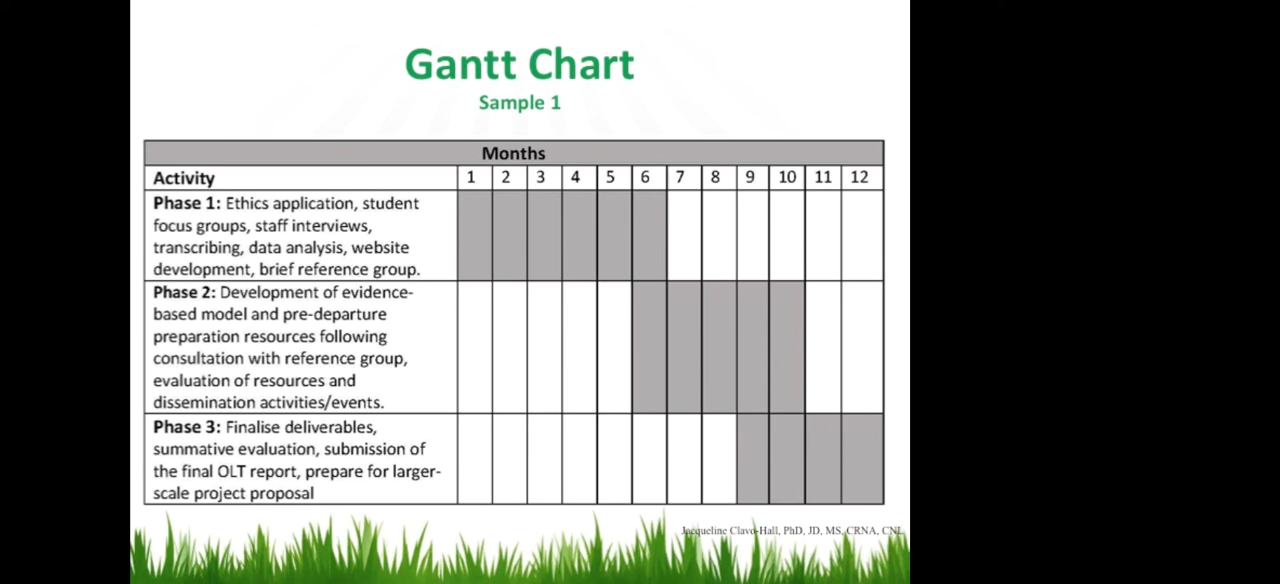 Gantt Chart
Sample 1
Months
Activity 1 2 3 4 5 6 7 8 9 10 11 12
Phase 1: Ethics application, student
focus groups, staff interviews,
transcribing, data analysis, website
development, brief reference group.
Phase 2: Development of evidence-
based model and pre-departure
preparation resources following
consultation with reference group,
evaluation of resources and
dissemination activities/events.
Phase 3: Finalise deliverables,
summative evaluation, submission of
the final OLT report, prepare for larger-
scale project proposal
Jacqueline Clavo-Hall, PhD, JD, MS, CRNA, CNL